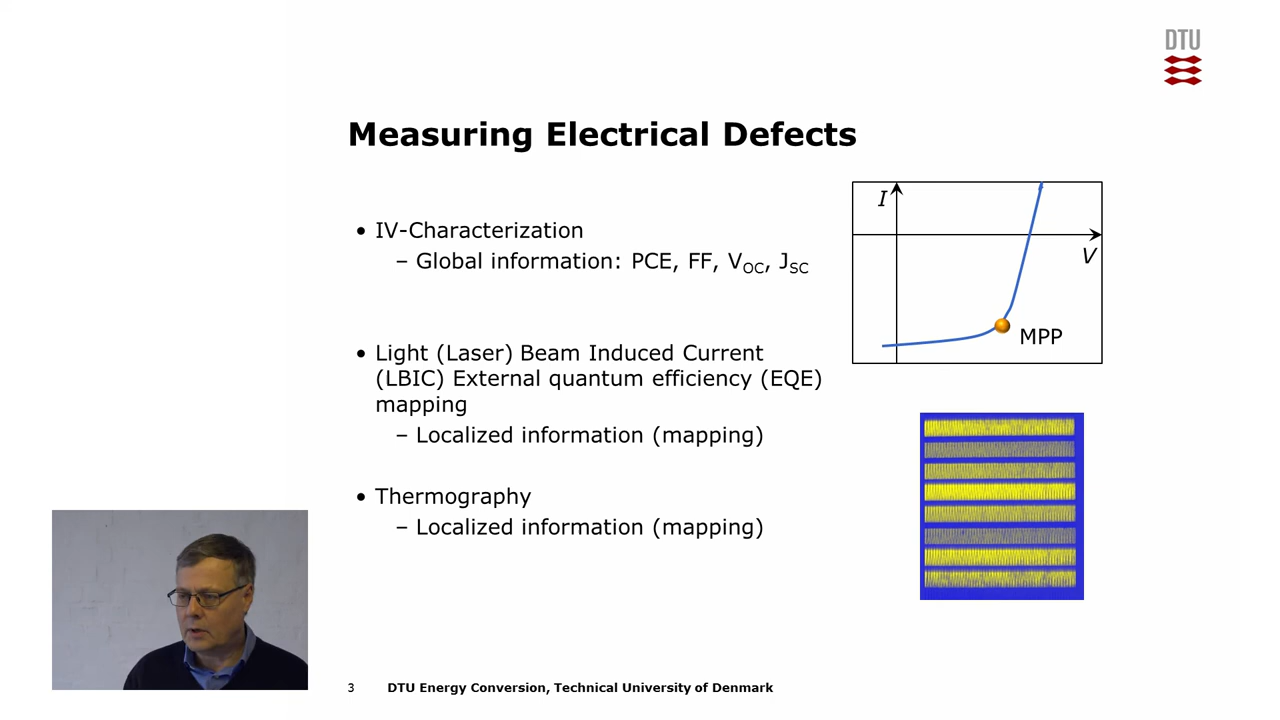 DTU
Measuring Electrical Defects
• IV-Characterization
– Global information: PCE, FF, VOC, JSC
I
V
MPP
• Light (Laser) Beam Induced Current
(LBIC) External quantum efficiency (EQE)
mapping
– Localized information (mapping)
• Thermography
– Localized information (mapping)
3 DTU Energy Conversion, Technical University of Denmark